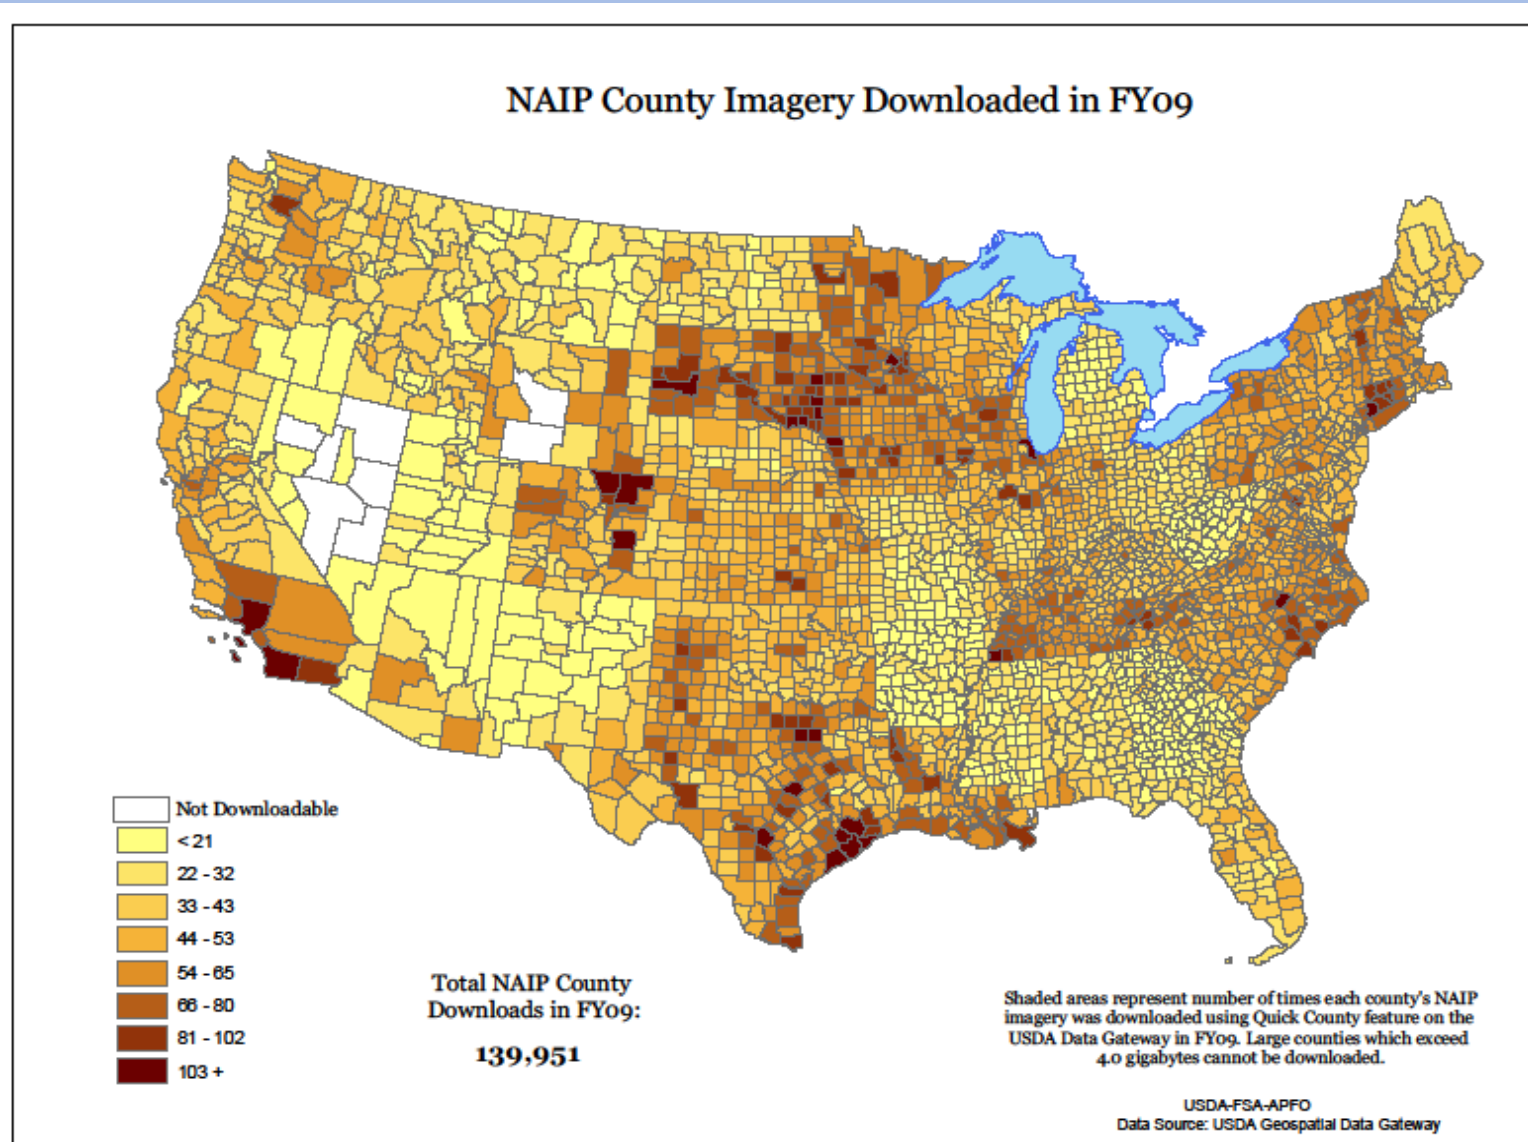 NAIP County Imagery Downloaded in FY09
Not Downloadable
< 21
22 - 32
33 - 43
44 - 53
54 - 65
66 - 80
81 - 102
103 +
Total NAIP County
Downloads in FY09:
139,951
Shaded areas represent number of times each county's NAIP
imagery was downloaded using Quick County feature on the
USDA Data Gateway in FY09. Large counties which exceed
4.0 gigabytes cannot be downloaded.
USDA-FSA-APFO
Data Source: USDA Geospatial Data Gateway